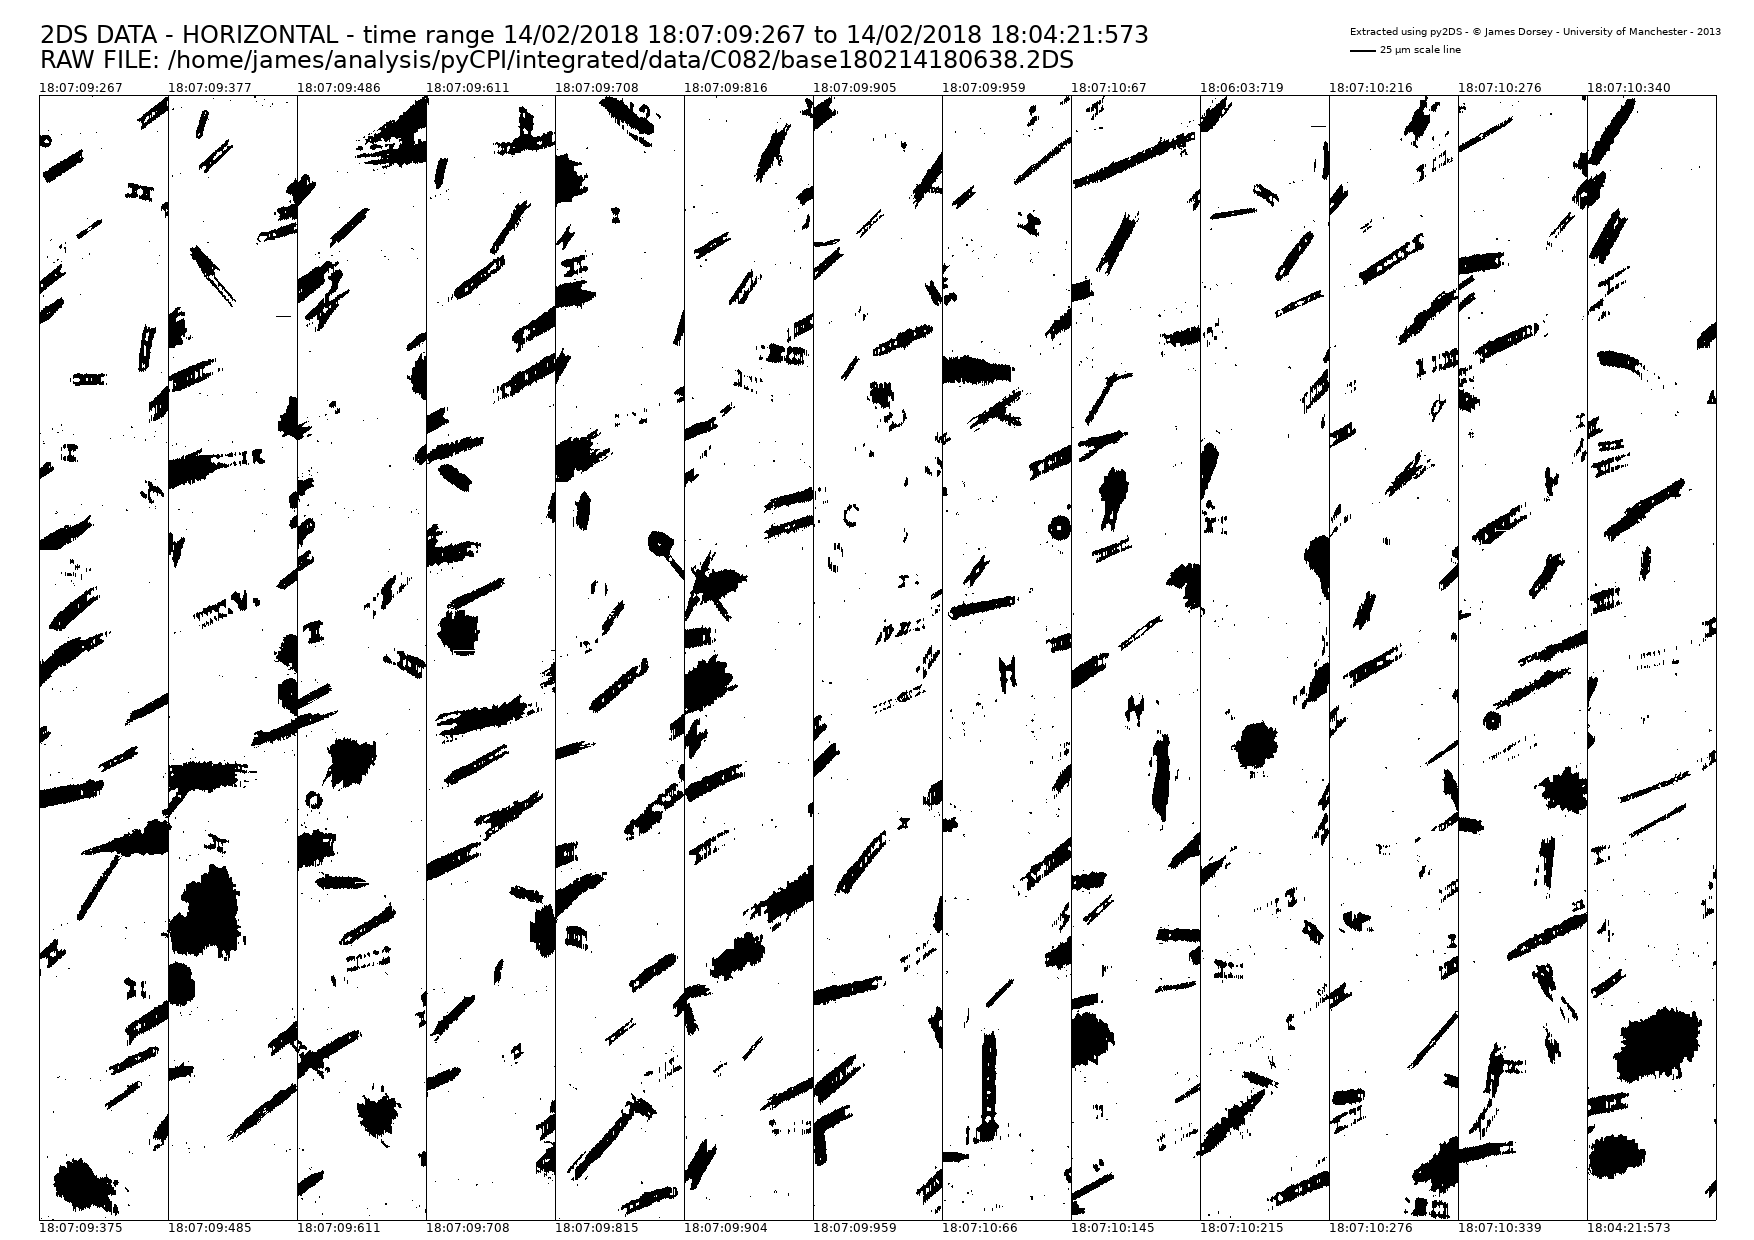 2DS DATA - HORIZONTAL - time range 14/02/2018 18:07:09:267 to 14/02/2018 18:04:21:573
RAW FILE: /home/james/analysis/pyCPI/integrated/data/C082/base180214180638.2DS
Extracted using py2DS - © James Dorsey - University of Manchester - 2013
25 µm scale line
18:07:09:267 18:07:09:377 18:07:09:486 18:07:09:611 18:07:09:708 18:07:09:816 18:07:09:905 18:07:09:959 18:07:10:67 18:06:03:719 18:07:10:216 18:07:10:276 18:07:10:340
18:07:09:375 18:07:09:485 18:07:09:611 18:07:09:708 18:07:09:815 18:07:09:904 18:07:09:959 18:07:10:66 18:07:10:145 18:07:10:215 18:07:10:276 18:07:10:339 18:04:21:573